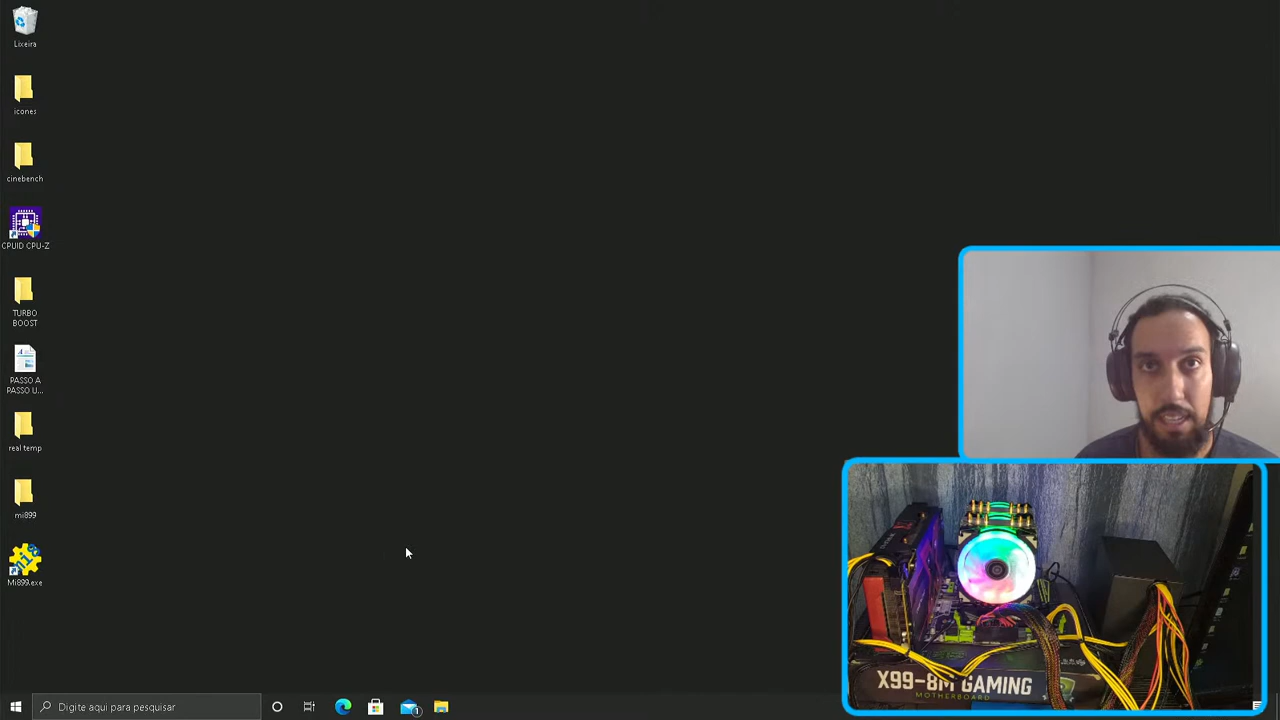 Lixeira
icones
cinebench
CPUID CPU-Z
TURBO
BOOST
PASSO A
PASSO U...
real temp
mi899
Mi899.exe
X99-8M GAMING
MOTHERBOARD
Digite aqui para pesquisar
1